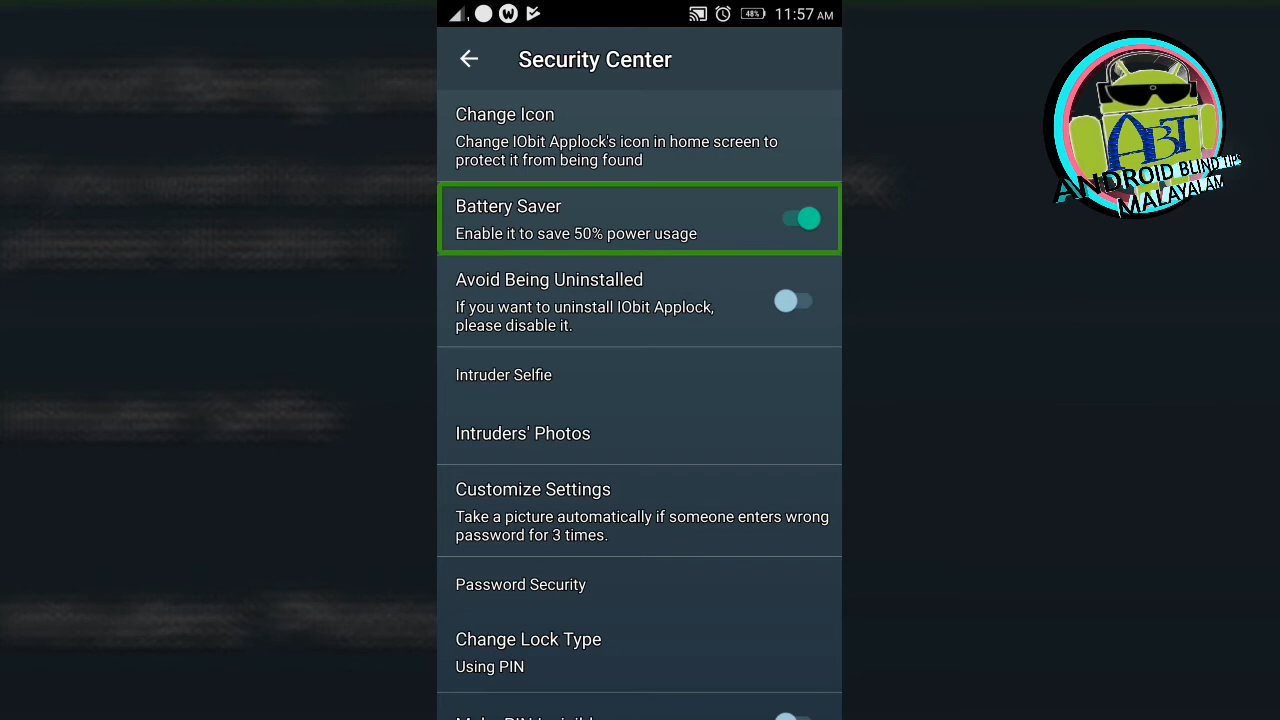 48%
11:57 AM
Security Center
Change Icon
Change IObit Applock's icon in home screen to
protect it from being found
Battery Saver
Enable it to save 50% power usage
Avoid Being Uninstalled
If you want to uninstall IObit Applock,
please disable it.
Intruder Selfie
Intruders' Photos
Customize Settings
Take a picture automatically if someone enters wrong
password for 3 times.
Password Security
Change Lock Type
Using PIN
ABT
ANDROID BLIND TIPS
MALAYALAM